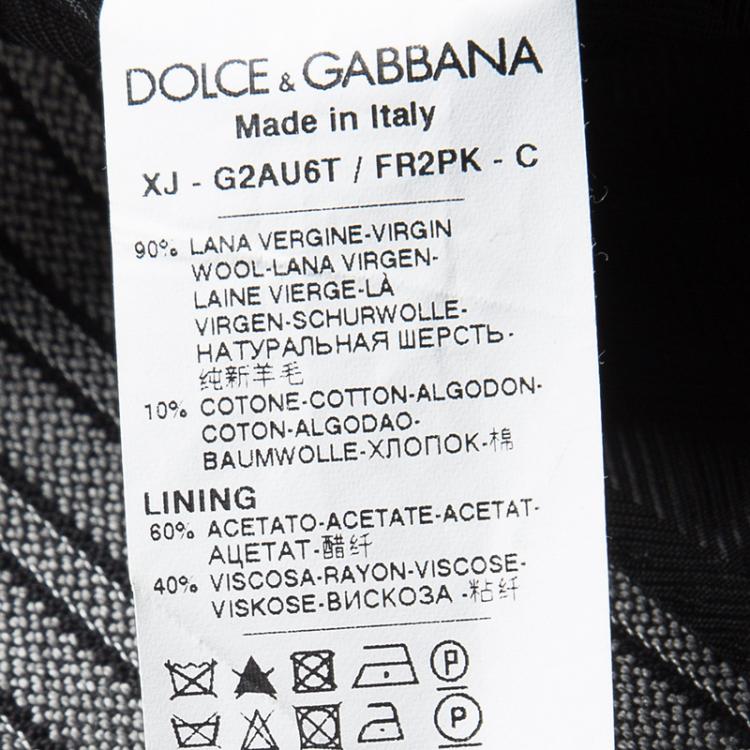 DOLCE & GABBANA
Made in Italy
XJ - G2AU6T / FR2PK - C
90% LANA VERGINE-VIRGIN
WOOL-LANA VIRGEN-
LAINE VIERGE-LÀ
VIRGEN-SCHURWOLLE-
НАТУРАЛЬНАЯ ШЕРСТЬ-
纯新羊毛
10% COTONE-COTTON-ALGODON-
COTON-ALGODAO-
BAUMWOLLE-ХЛОПОК-棉
LINING
60% ACETATO-ACETATE-ACETAT-
АЦЕТАТ-醋纤
40% VISCOSA-RAYON-VISCOSE-
VISKOSE-ВИСКОЗА -粘纤
P
P